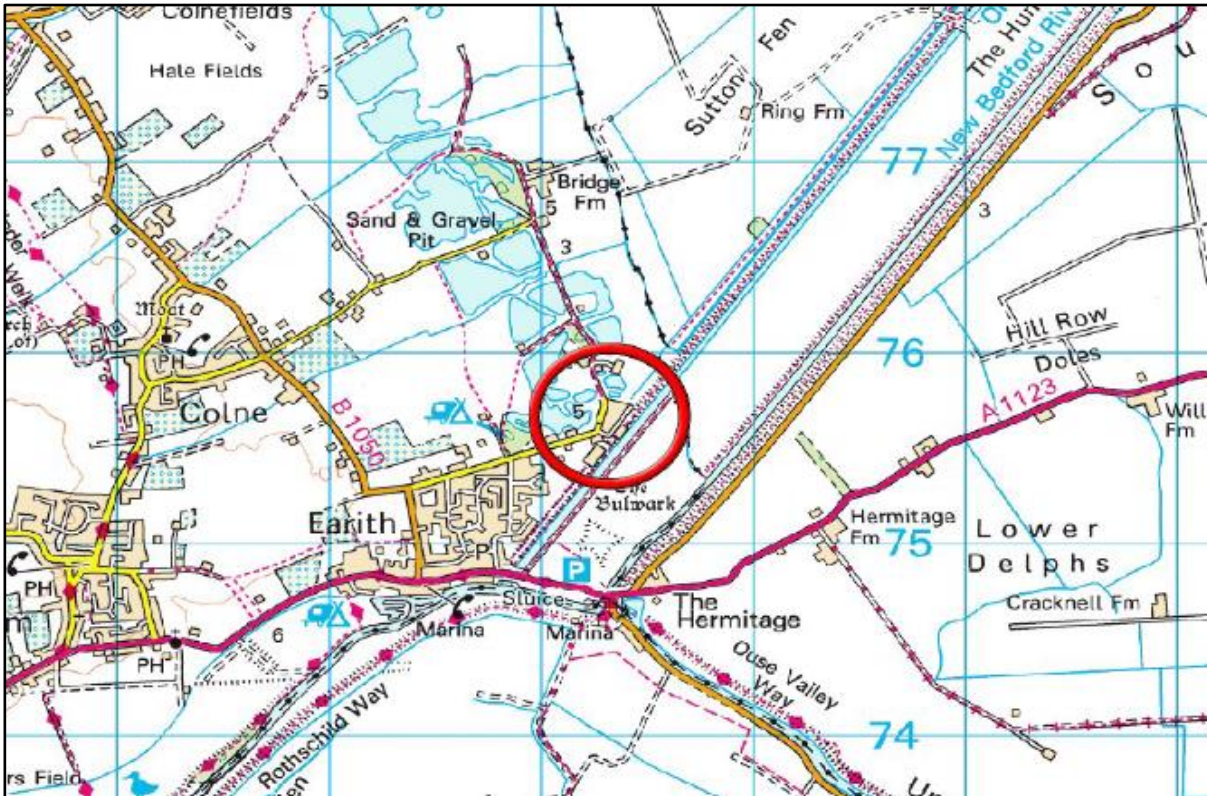 Colnefields
Hale Fields
5
Sutton
Fen
Ring Fm
The Hun
New Bedford Riv
Sou
77
Bridge
Fm
5
3
3
Sand & Gravel
Pit
Moat
PH
Colne
B 1050
76
Hill Row
Doles
A 1123
Will
Fm
5
The
Bulwark
Earith
P
P
Hermitage
Fm
75
Lower
Delphs
Cracknell Fm
PH
PH
6
Marina
Sluices
Marina
The
Hermitage
Ouse Valley
Way
Rothschild Way
74
rs Field